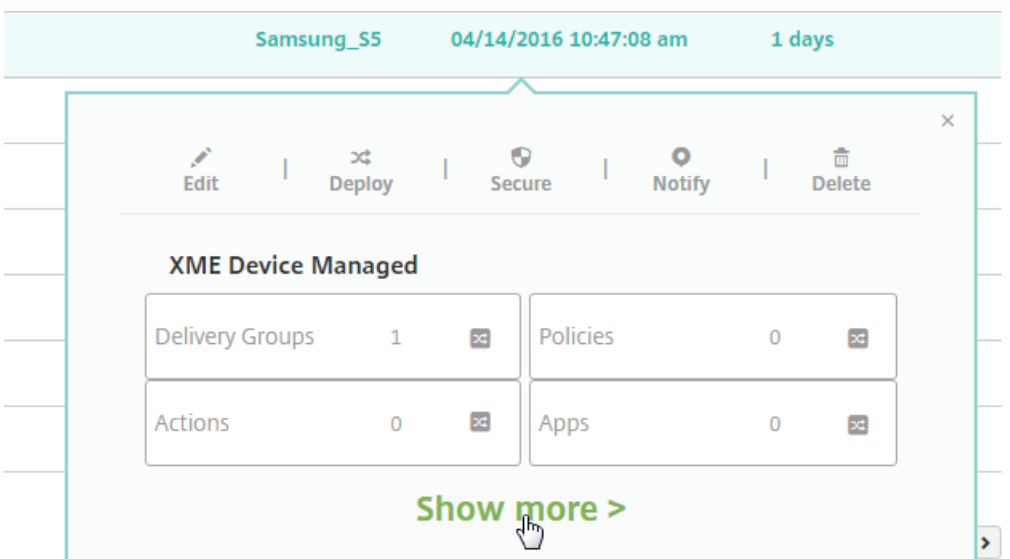 Samsung_S5 04/14/2016 10:47:08 am 1 days
Edit | Deploy | Secure | Notify | Delete
XME Device Managed
Delivery Groups 1 Policies 0
Actions 0 Apps 0
Show more >